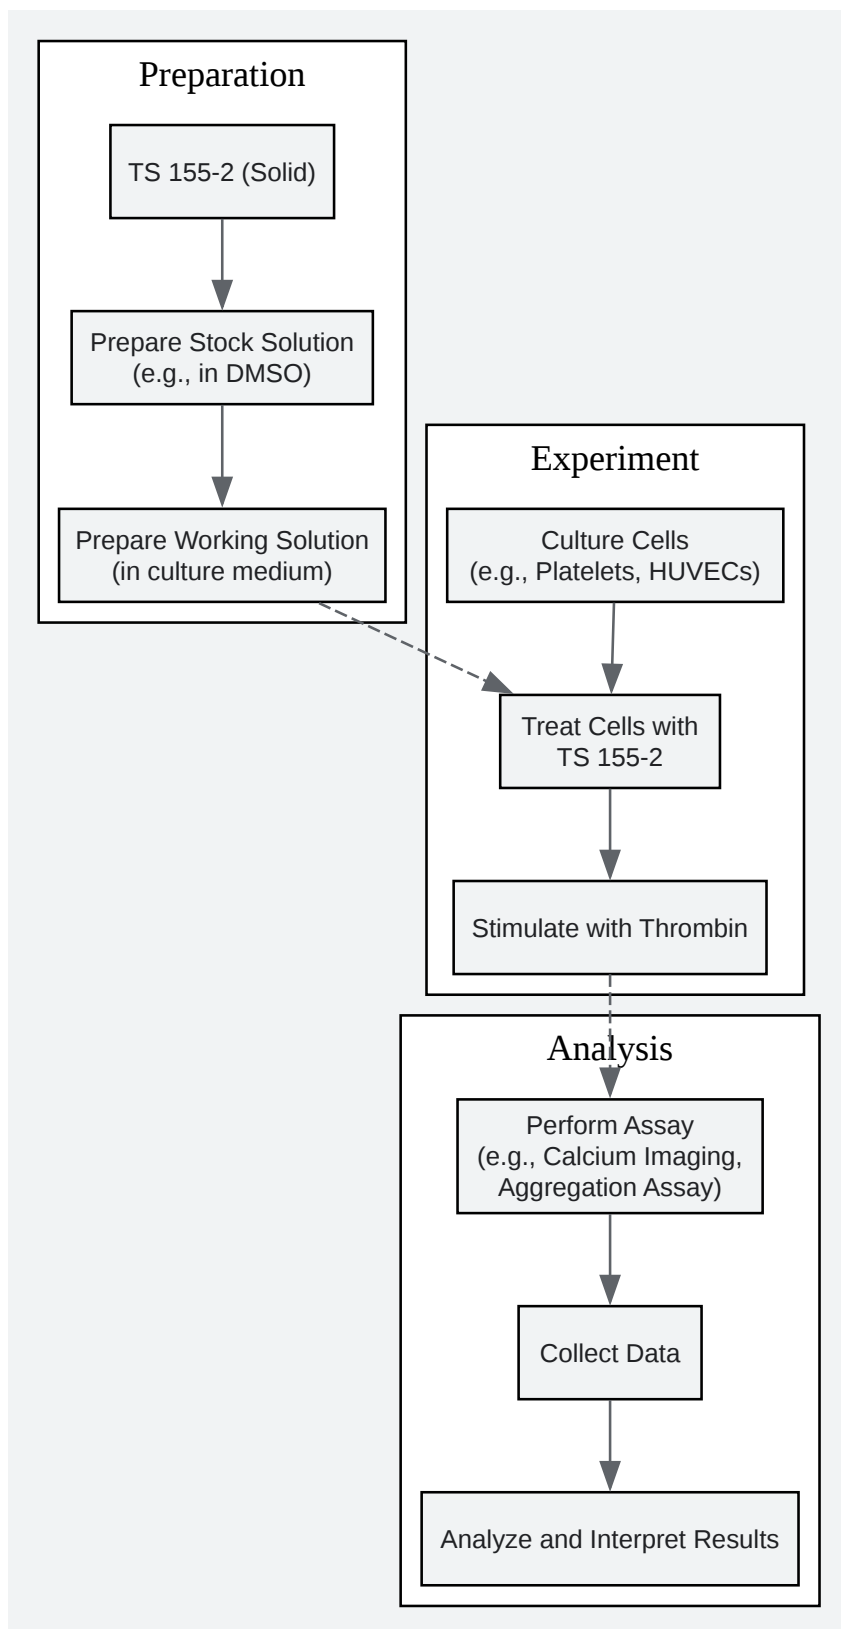 Preparation
TS 155-2 (Solid)
Prepare Stock Solution
(e.g., in DMSO)
Prepare Working Solution
(in culture medium)
Experiment
Culture Cells
(e.g., Platelets, HUVECs)
Treat Cells with
TS 155-2
Stimulate with Thrombin
Analysis
Perform Assay
(e.g., Calcium Imaging,
Aggregation Assay)
Collect Data
Analyze and Interpret Results